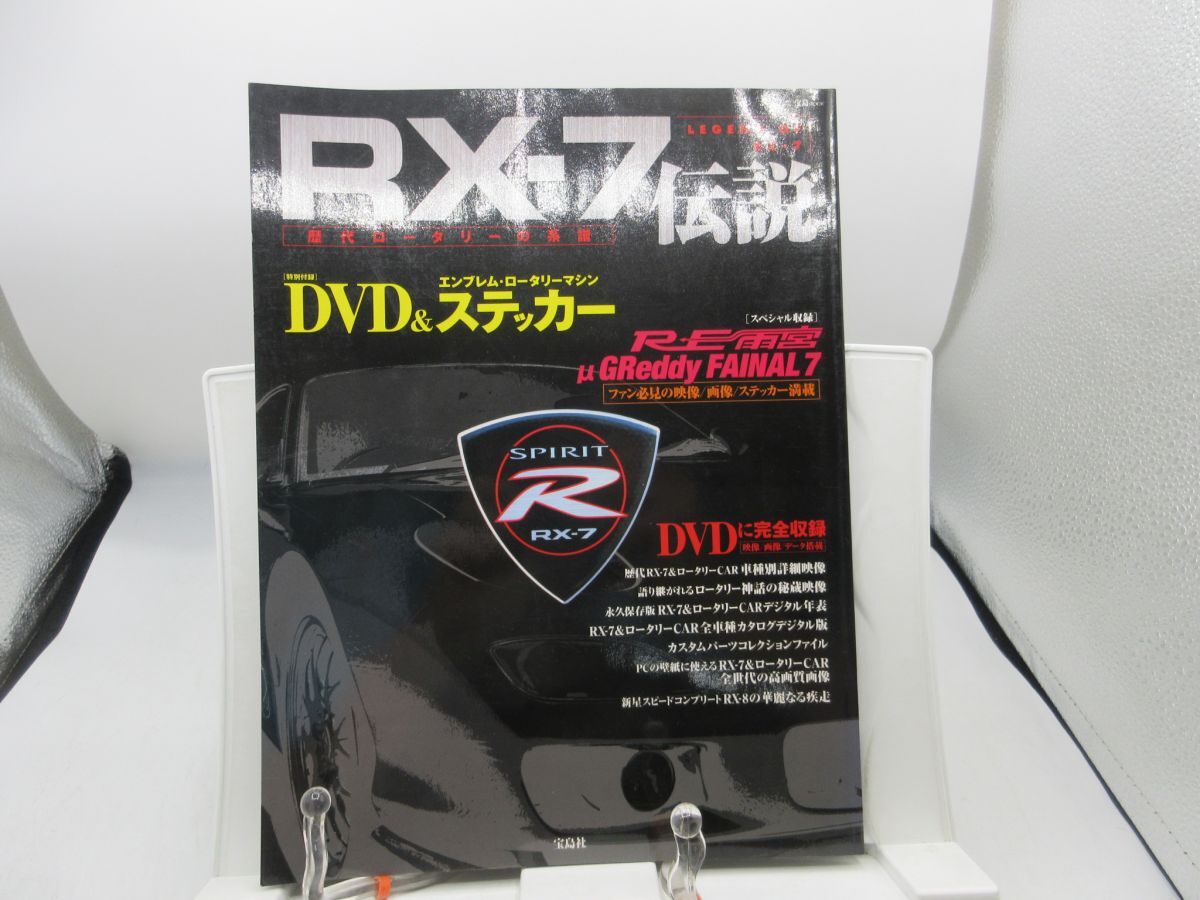 宝島MOOK
RX-7伝説
LEGEND OF
RX-7
歴代ロータリーの系譜
[特別付録]
エンブレム・ロータリーマシン
DVD&ステッカー
[スペシャル収録]
RE雨宮
μ GReddy FAINAL 7
ファン必見の映像/画像/ステッカー満載
SPIRIT
R
RX-7
DVDに完全収録
映像 画像 データ搭載
歴代RX-7&ロータリーCAR 車種別詳細映像
語り継がれるロータリー神話の秘蔵映像
永久保存版 RX-7&ロータリーCARデジタル年表
RX-7&ロータリーCAR全車種カタログデジタル版
カスタムパーツコレクションファイル
PCの壁紙に使えるRX-7&ロータリーCAR
全世代の高画質画像
新星スピードコンプリートRX-8の華麗なる疾走
宝島社